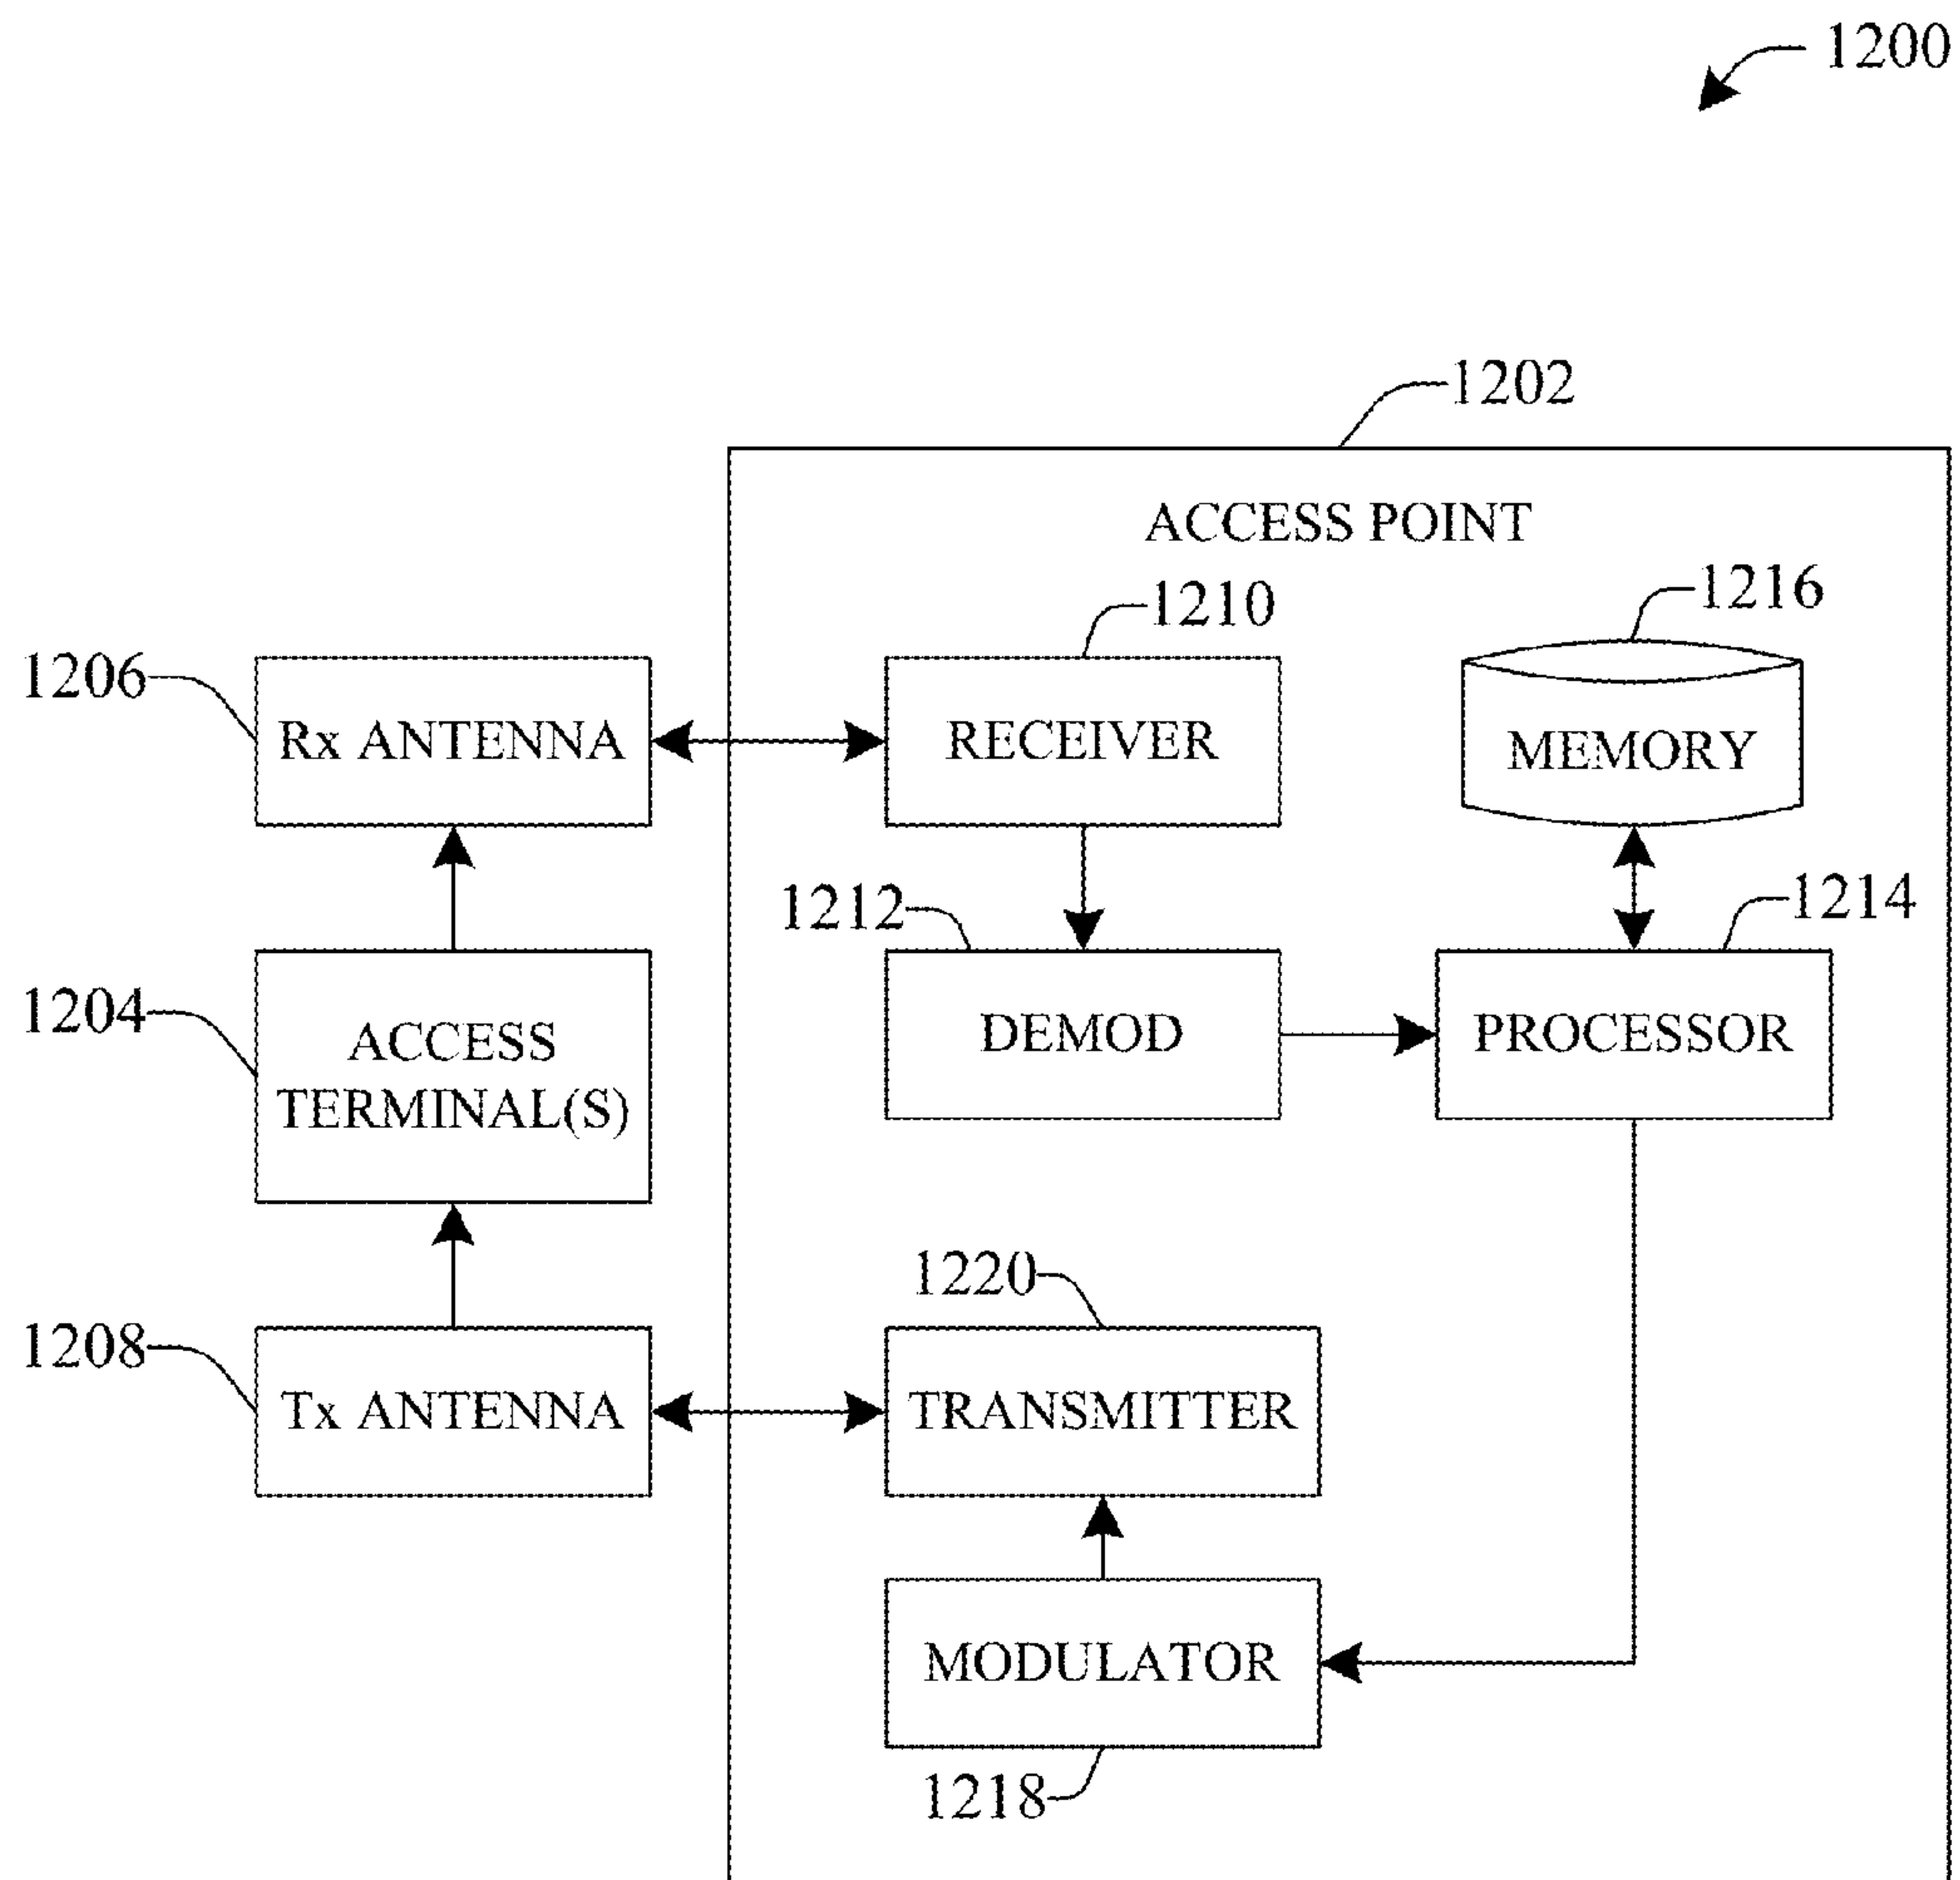 1200
1202
ACCESS POINT
1210
1216
1206
Rx ANTENNA
RECEIVER
MEMORY
1212
1214
1204
ACCESS
TERMINAL(S)
DEMOD
PROCESSOR
1220
1208
Tx ANTENNA
TRANSMITTER
MODULATOR
1218